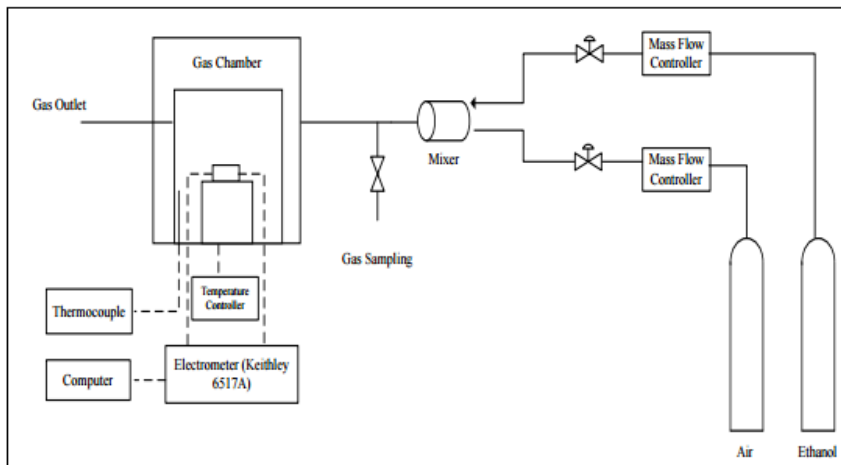 Mass Flow
Controller
Gas Chamber
Gas Outlet
Mixer
Mass Flow
Controller
Gas Sampling
Temperature
Controller
Thermocouple
Electrometer (Keithley
6517A)
Computer
Air
Ethanol